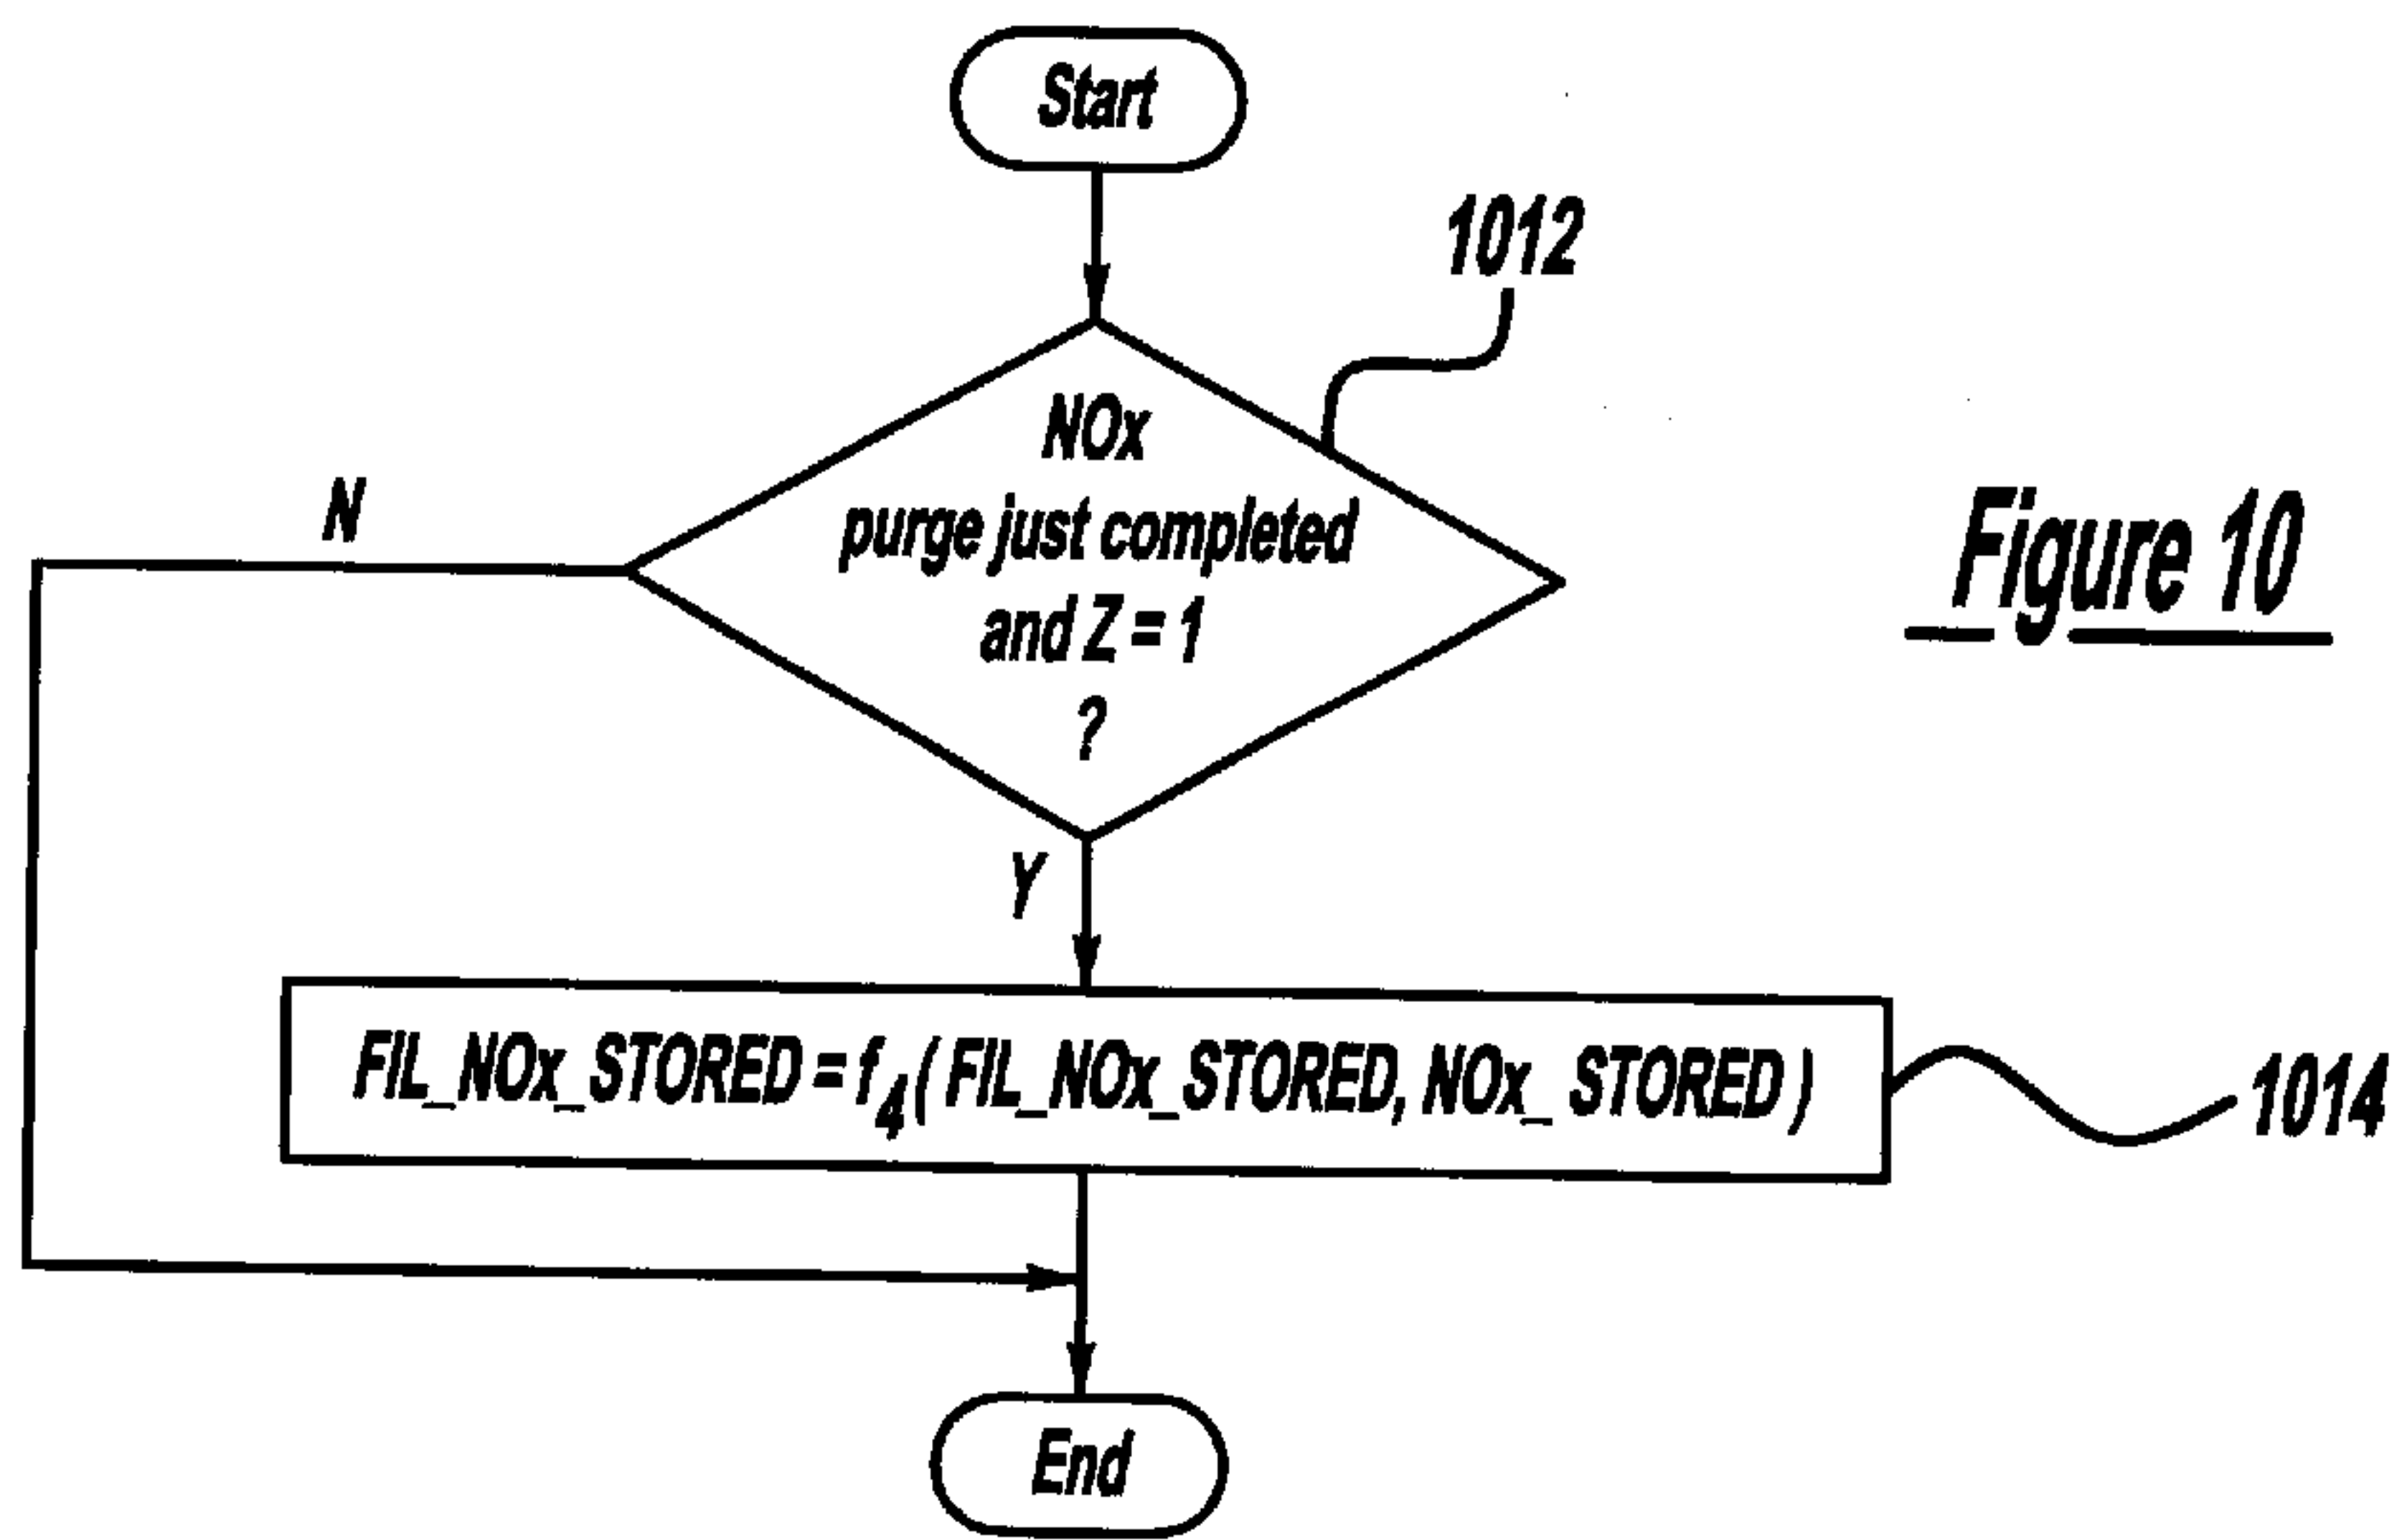 Start
1012
NOx
purge just completed
and Z = 1
?
N
Figure 10
Y
FIL_NOx_STORED = f4( FIL_NOx_STORED, NOx_ STORED )
1014
End